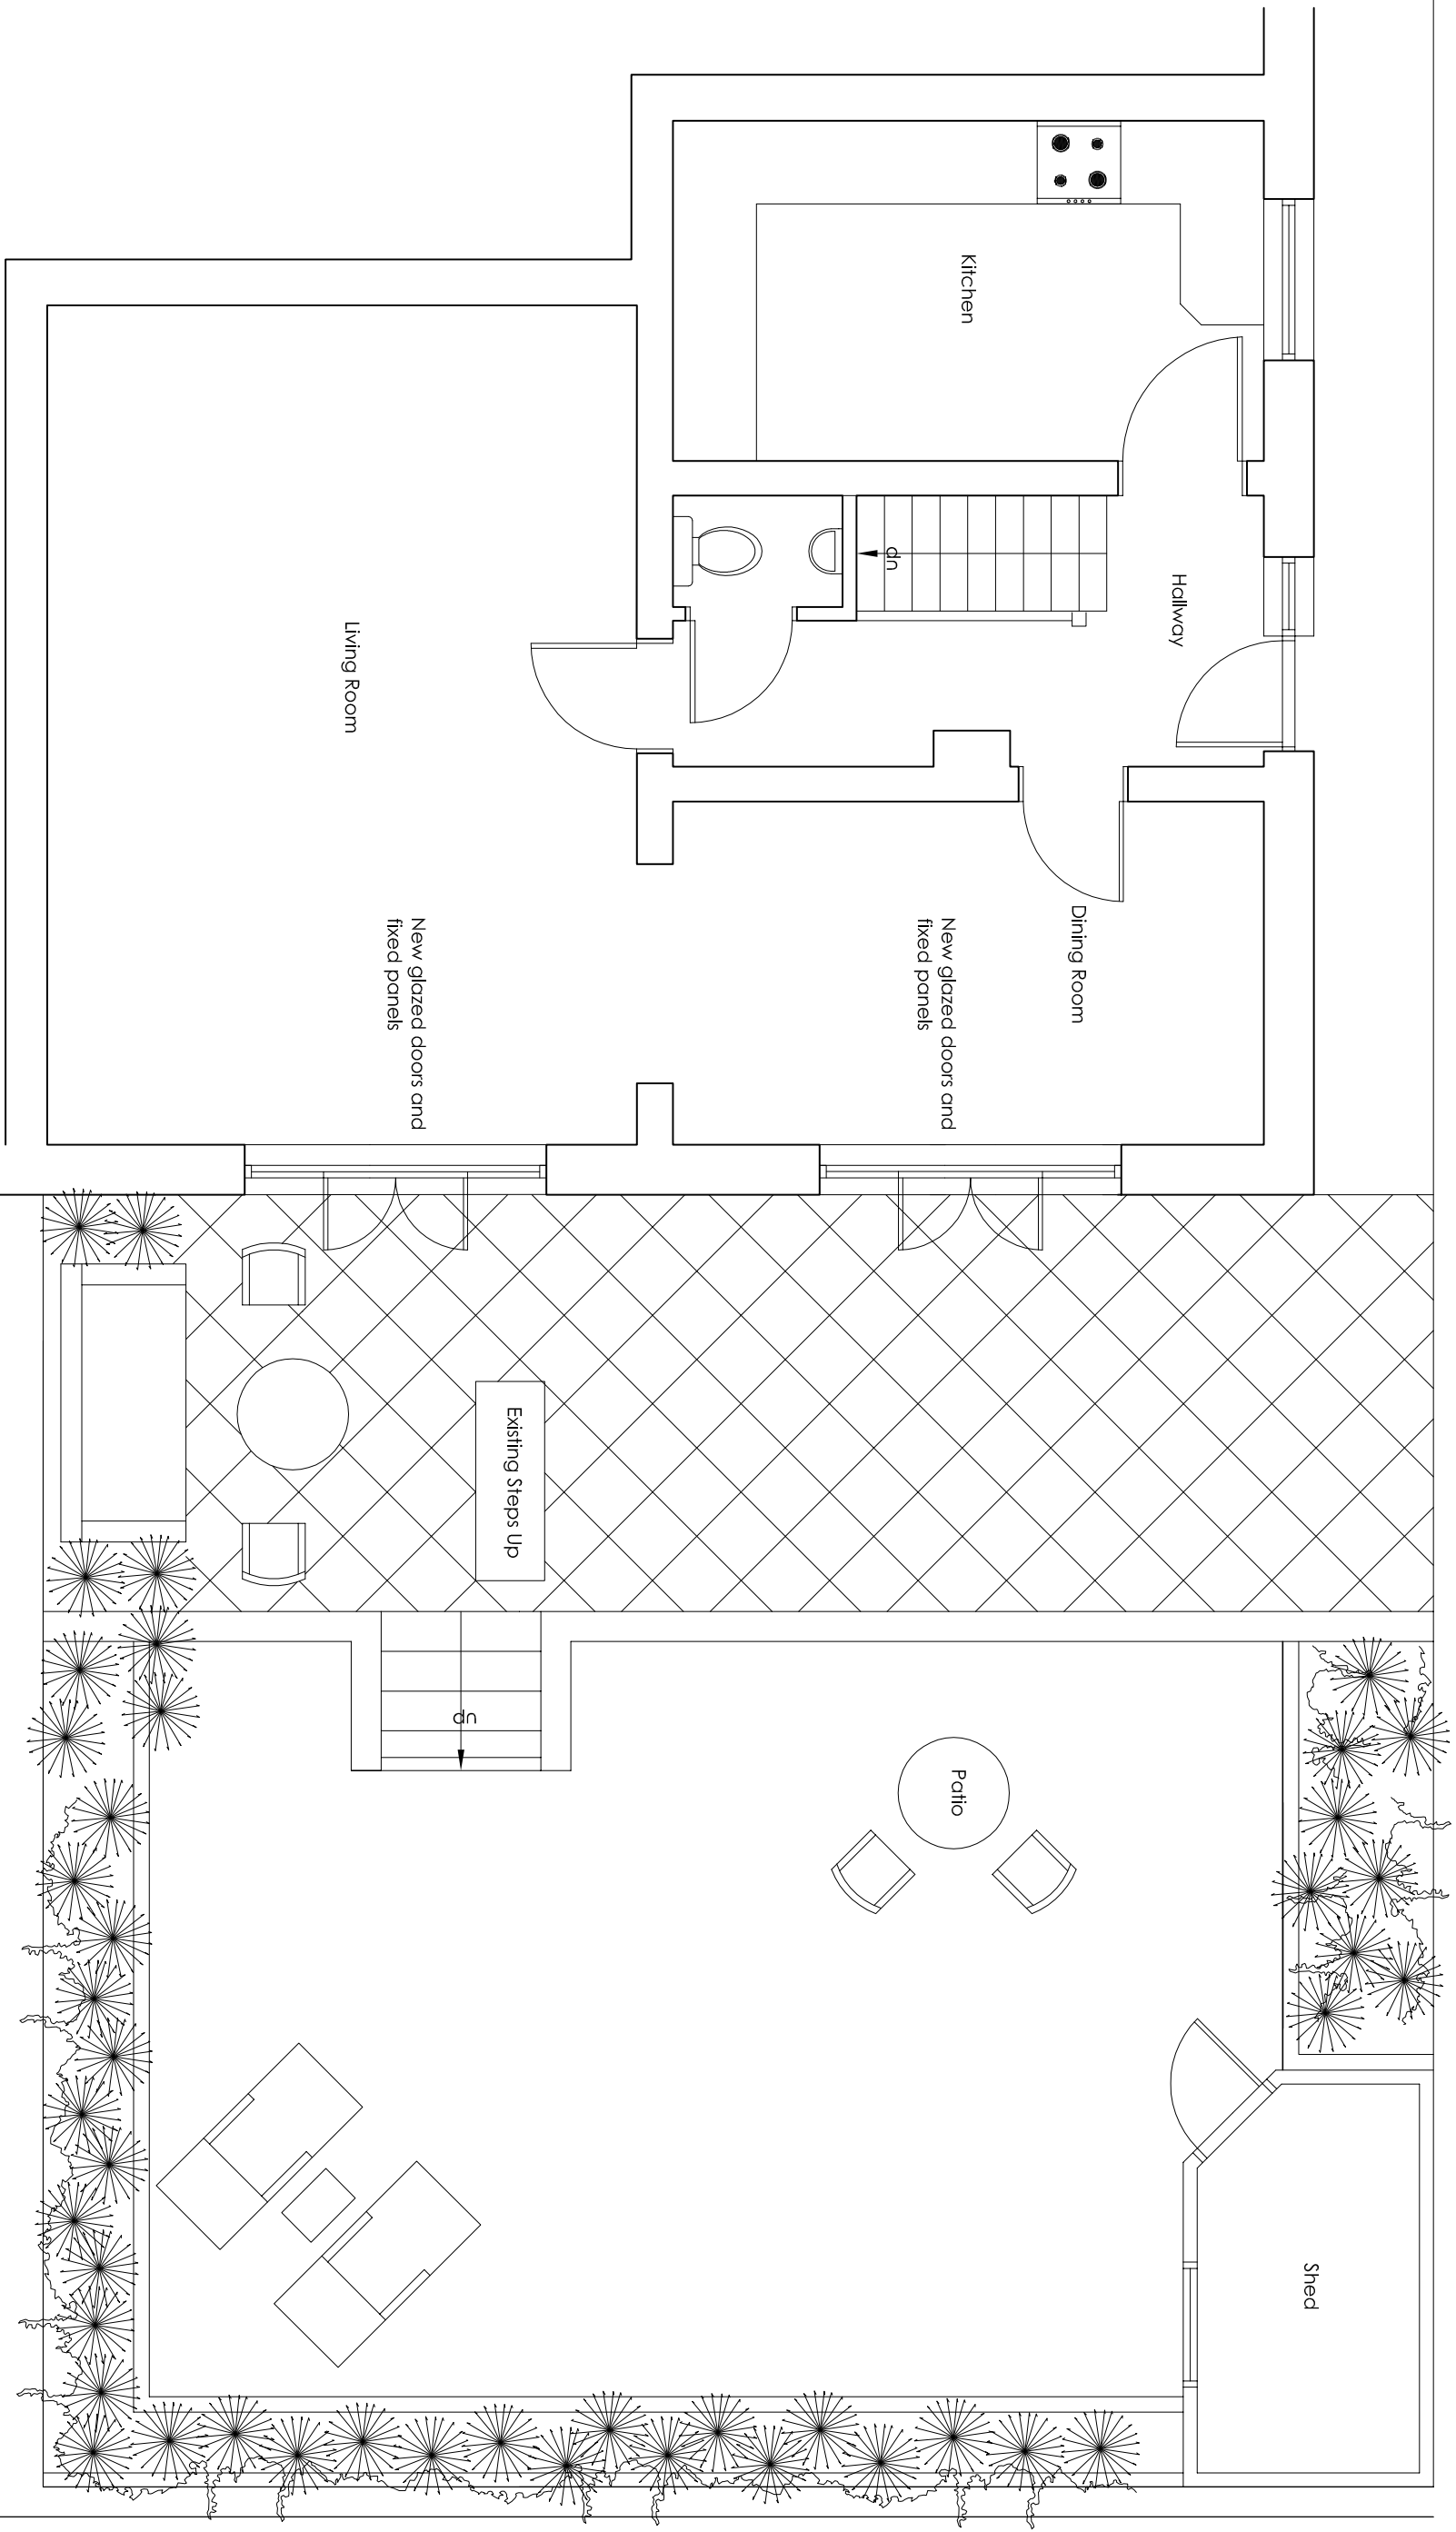 Shed
Hallway
Dining Room
Kitchen
Patio
New glazed doors and
fixed panels
up
Existing Steps Up
up
New glazed doors and
fixed panels
Living Room